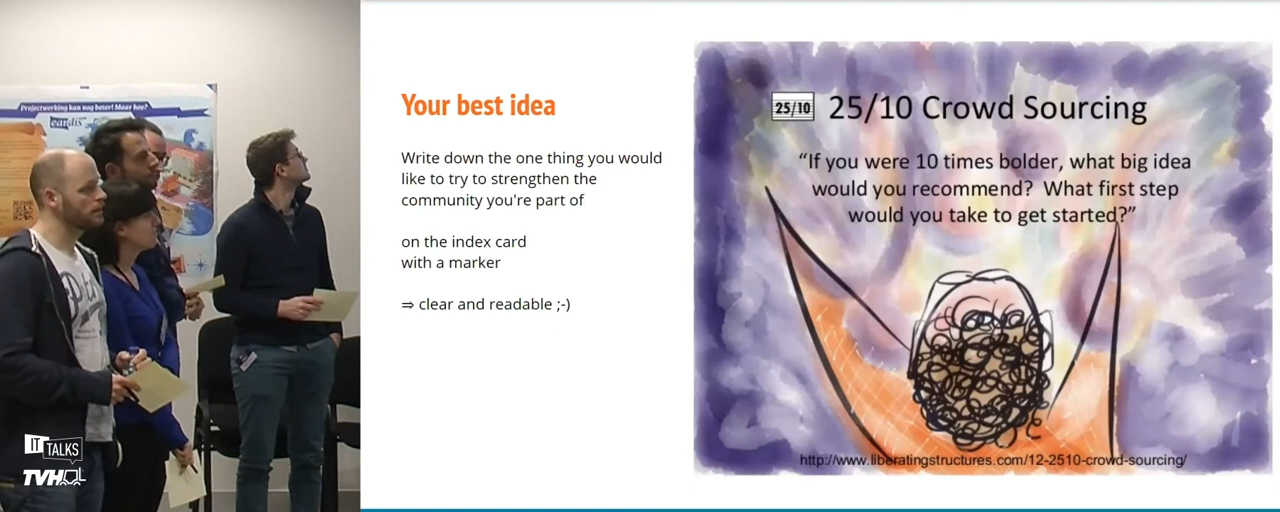 Projectwerking kan nog beter! Maar hoe?
Your best idea
Write down the one thing you would
like to try to strengthen the
community you're part of
on the index card
with a marker
⇒ clear and readable ;-)
25/10
25/10 Crowd Sourcing
“If you were 10 times bolder, what big idea
would you recommend?  What first step
would you take to get started?”
http://www.liberatingstructures.com/12-2510-crowd-sourcing/
IT TALKS
TVH